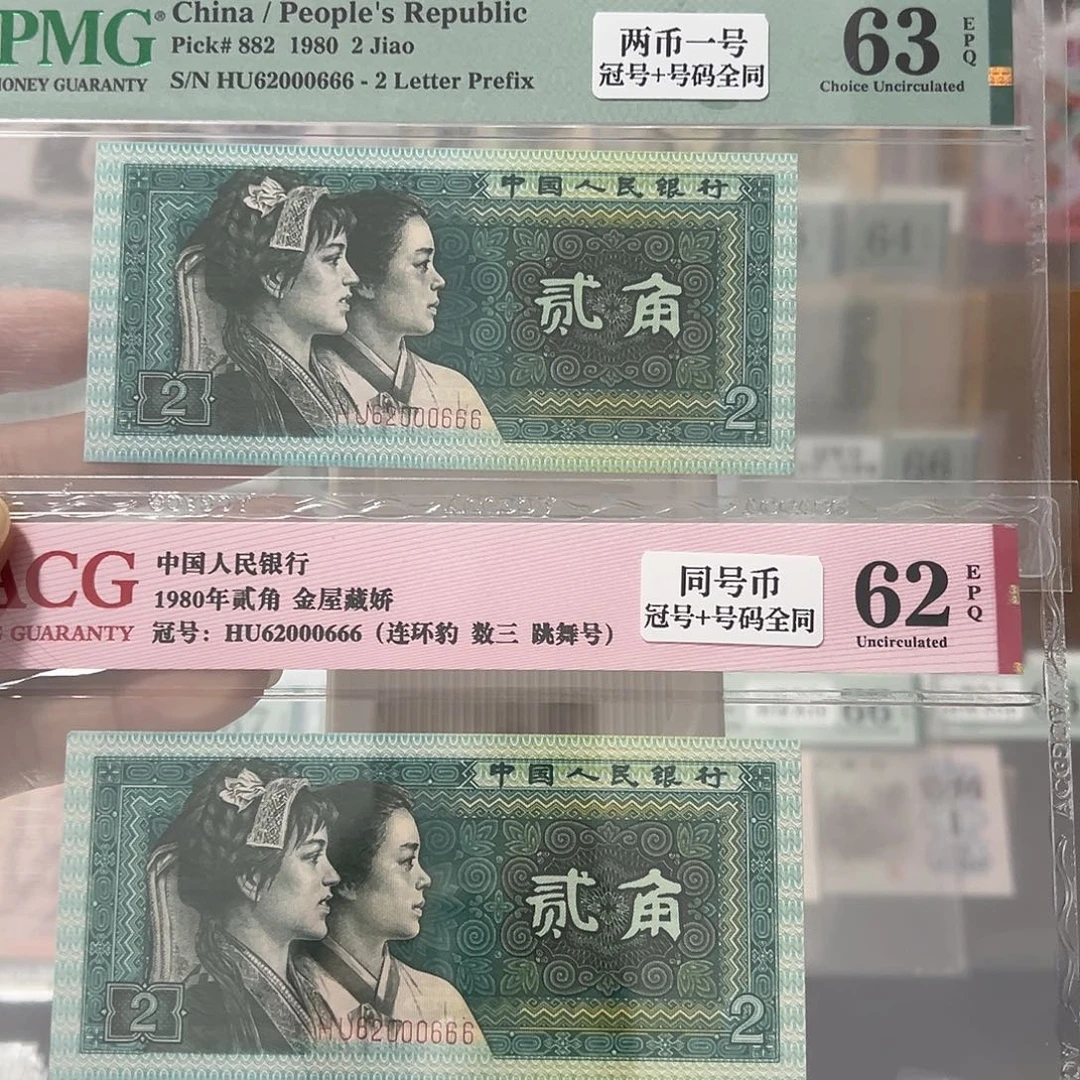 PMG®
MONEY GUARANTY
China / People's Republic
Pick# 882 1980 2 Jiao
S/N HU62000666 - 2 Letter Prefix
两币一号
冠号+号码全同
63
EPQ
Choice Uncirculated
中国人民银行
贰角
2
HU62000666
2
64
66
ACG
GUARANTY
中国人民银行
1980年贰角 金屋藏娇
冠号：HU62000666（连环豹 数三 跳舞号）
同号币
冠号+号码全同
62
EPQ
Uncirculated
66
中国人民银行
贰角
2
HU62000666
2